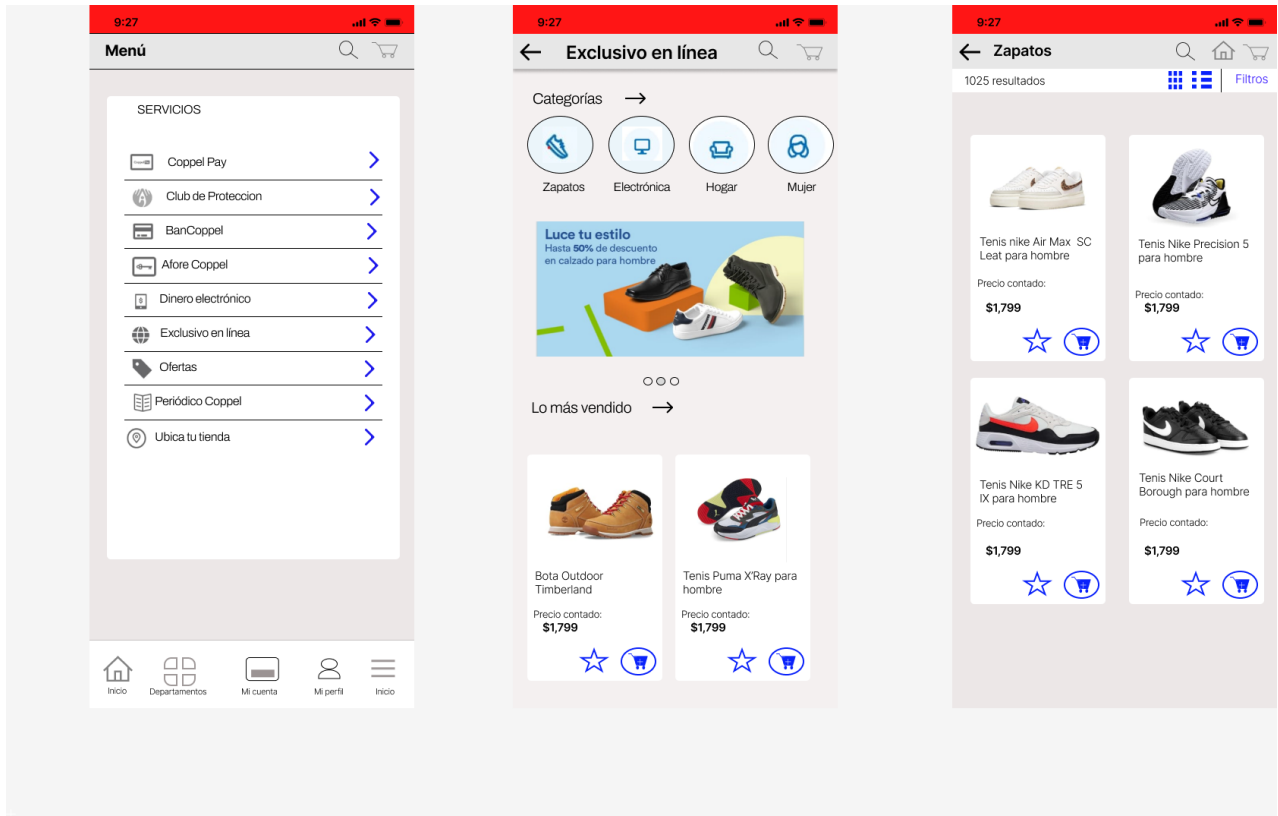 9:27
Menú
SERVICIOS
Coppel Pay
Club de Proteccion
BanCoppel
Afore Coppel
Dinero electrónico
Exclusivo en línea
Ofertas
Periódico Coppel
Ubica tu tienda
Inicio
Departamentos
Mi cuenta
Mi perfil
Inicio
9:27
Exclusivo en línea
Categorías
Zapatos
Electrónica
Hogar
Mujer
Luce tu estilo
Hasta 50% de descuento
en calzado para hombre
Lo más vendido
Bota Outdoor
Timberland
Precio contado:
$1,799
Tenis Puma X'Ray para
hombre
Precio contado:
$1,799
9:27
Zapatos
1025 resultados
Filtros
Tenis nike Air Max SC
Leat para hombre
Precio contado:
$1,799
Tenis Nike Precision 5
para hombre
Precio contado:
$1,799
Tenis Nike KD TRE 5
IX para hombre
Precio contado:
$1,799
Tenis Nike Court
Borough para hombre
Precio contado:
$1,799